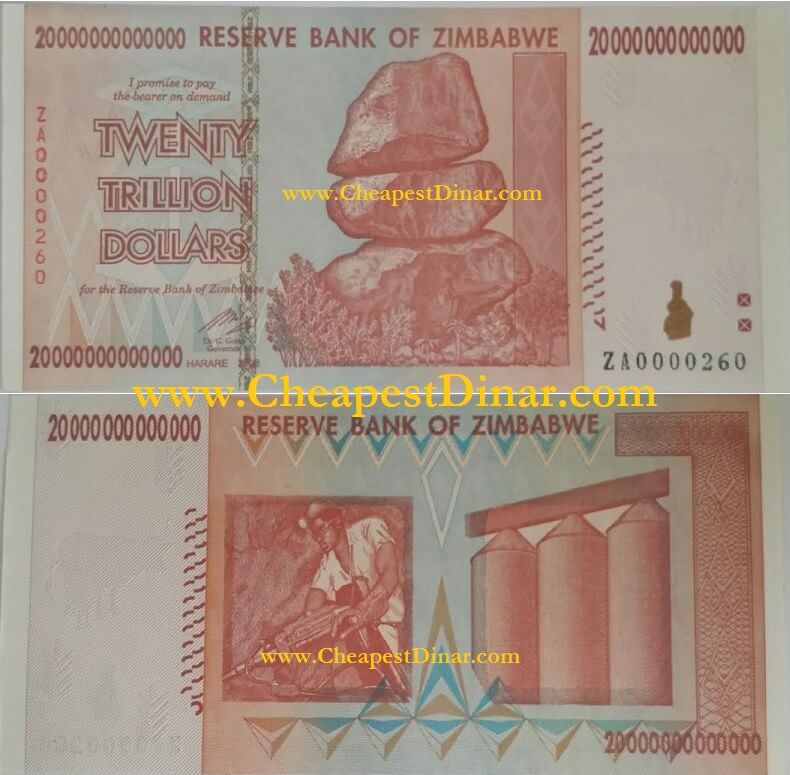 20000000000000 RESERVE BANK OF ZIMBABWE 20000000000000
I promise to pay
the bearer on demand
TWENTY
TRILLION
DOLLARS
for the Reserve Bank of Zimbabwe
Dr. G. Gono
Governor
20000000000000 HARARE 2008
ZA0000260
www.CheapestDinar.com
ZA0000260
www.CheapestDinar.com
20000000000000 RESERVE BANK OF ZIMBABWE
www.CheapestDinar.com
20000000000000